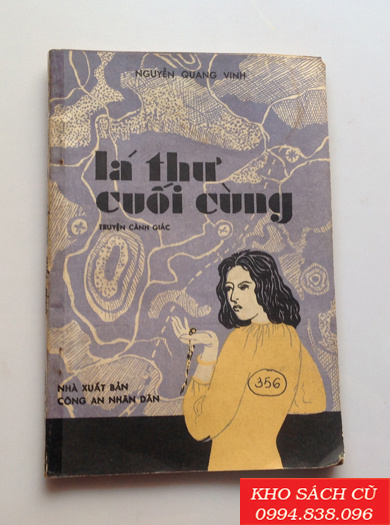 NGUYỄN QUANG VINH
lá thư
cuối cùng
TRUYỆN CẢNH GIÁC
356
NHÀ XUẤT BẢN
CÔNG AN NHÂN DÂN
KHO SÁCH CŨ
0994.838.096